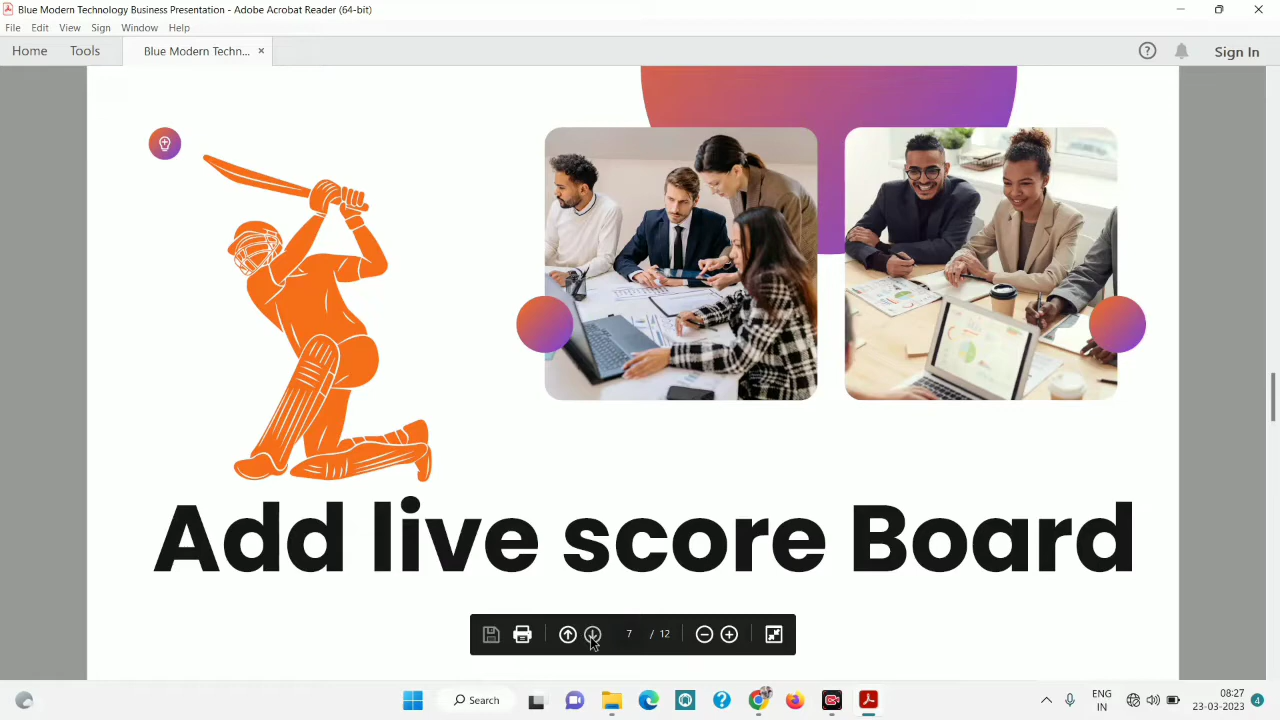 Blue Modern Technology Business Presentation - Adobe Acrobat Reader (64-bit)
File Edit View Sign Window Help
Home Tools Blue Modern Techn... × Sign In
Add live score Board
7 / 12
Search
ENG
IN
08:27
23-03-2023
4